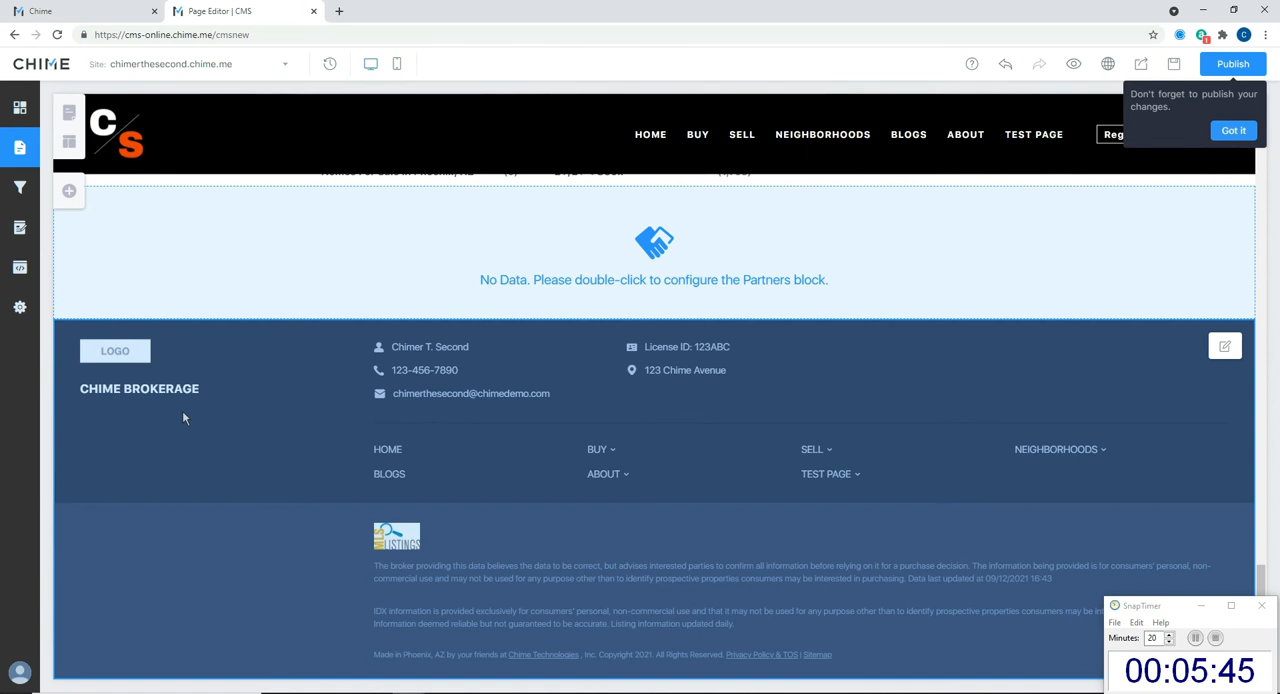 Chime
Page Editor | CMS
https://cms-online.chime.me/cmsnew
C
CHIME
Site: chimerthesecond.chime.me
Publish
Don't forget to publish your
changes.
Got it
CS
HOME
BUY
SELL
NEIGHBORHOODS
BLOGS
ABOUT
TEST PAGE
Reg
No Data. Please double-click to configure the Partners block.
LOGO
CHIME BROKERAGE
Chimer T. Second
123-456-7890
chimerthesecond@chimedemo.com
License ID: 123ABC
123 Chime Avenue
HOME
BUY
SELL
NEIGHBORHOODS
BLOGS
ABOUT
TEST PAGE
MLS LISTINGS
The broker providing this data believes the data to be correct, but advises interested parties to confirm all information before relying on it for a purchase decision. The information being provided is for consumers' personal, non-
commercial use and may not be used for any purpose other than to identify prospective properties consumers may be interested in purchasing. Data last updated at 09/12/2021 16:43
IDX information is provided exclusively for consumers' personal, non-commercial use and that it may not be used for any purpose other than to identify prospective properties consumers may be
Information deemed reliable but not guaranteed to be accurate. Listing information updated daily.
Made in Phoenix, AZ by your friends at Chime Technologies , Inc. Copyright 2021. All Rights Reserved. Privacy Policy & TOS | Sitemap
SnapTimer
File Edit Help
Minutes: 20
00:05:45